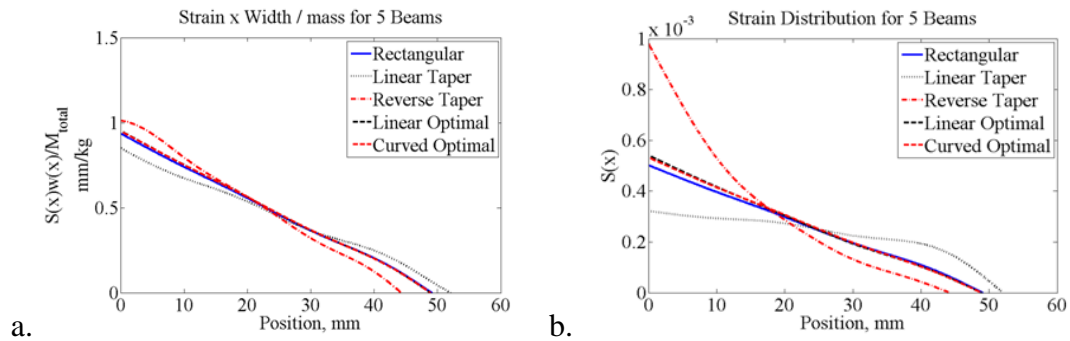 Strain x Width / mass for 5 Beams
1.5
1
0.5
0
S(x)w(x)/M_total
mm/kg
Rectangular
Linear Taper
Reverse Taper
Linear Optimal
Curved Optimal
0 10 20 30 40 50 60
Position, mm
a.
Strain Distribution for 5 Beams
x 10⁻³
1
0.8
0.6
0.4
0.2
0
S(x)
Rectangular
Linear Taper
Reverse Taper
Linear Optimal
Curved Optimal
0 10 20 30 40 50 60
Position, mm
b.